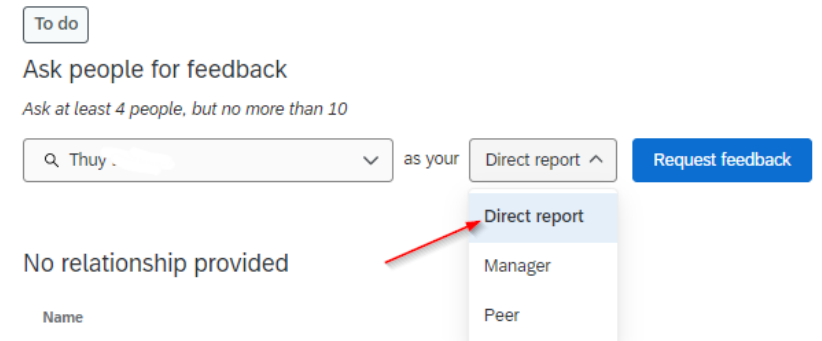 To do
Ask people for feedback
Ask at least 4 people, but no more than 10
Thuy
as your
Direct report
Request feedback
Direct report
Manager
Peer
No relationship provided
Name